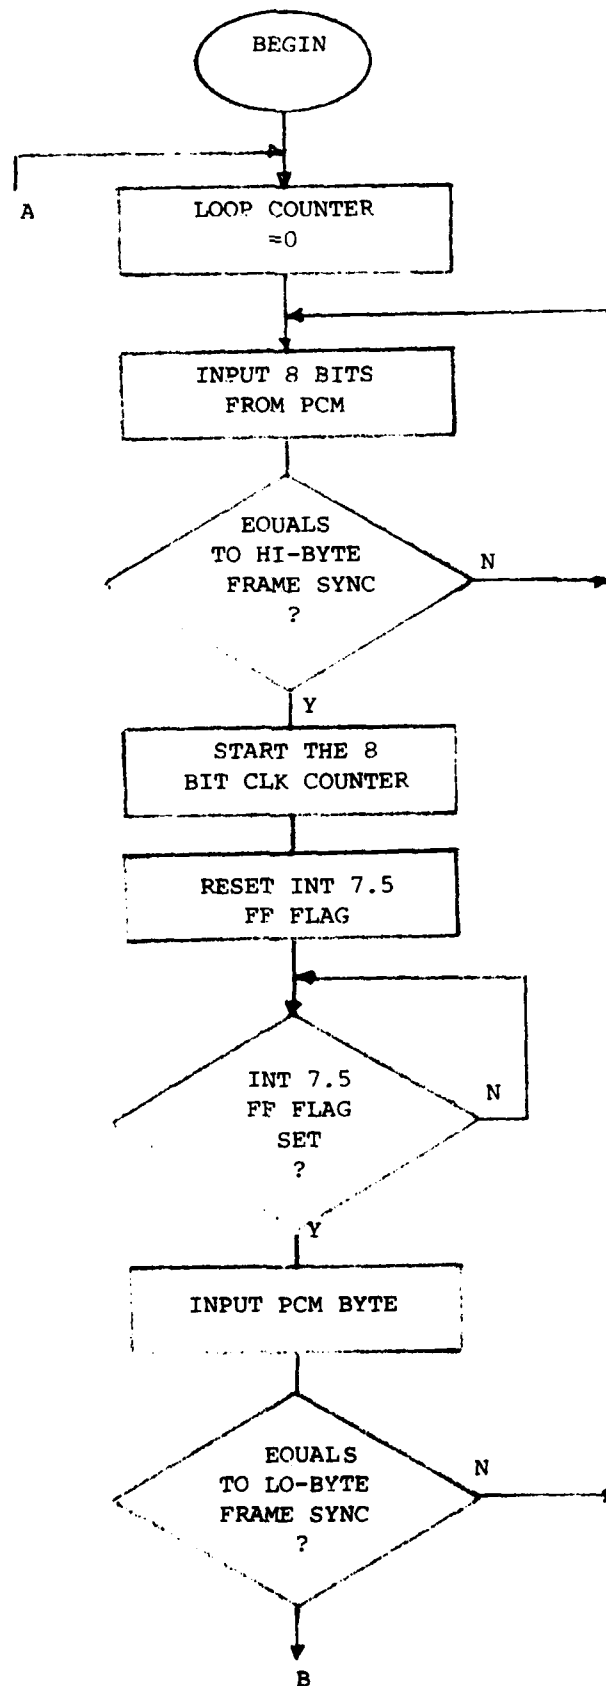 BEGIN
A
LOOP COUNTER
=0
INPUT 8 BITS
FROM PCM
EQUALS
TO HI-BYTE
FRAME SYNC
?
N
Y
START THE 8
BIT CLK COUNTER
RESET INT 7.5
FF FLAG
INT 7.5
FF FLAG
SET
?
N
Y
INPUT PCM BYTE
EQUALS
TO LO-BYTE
FRAME SYNC
?
N
B